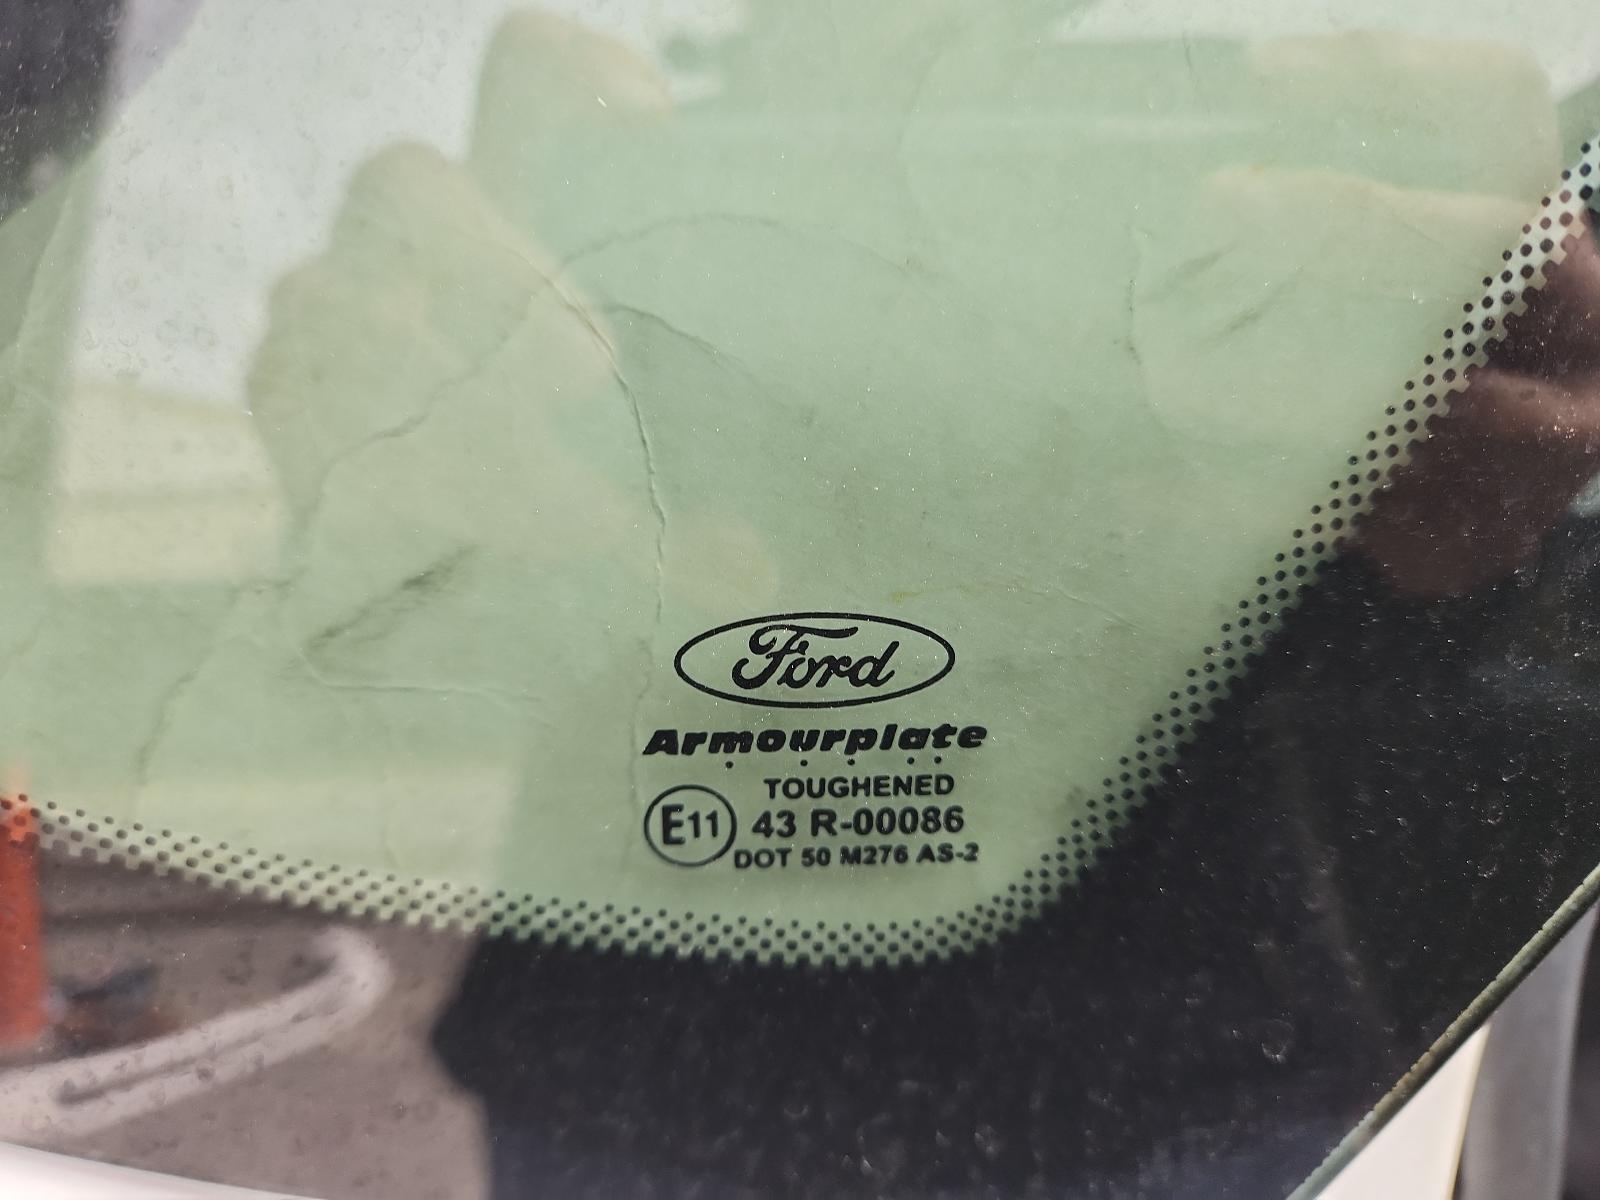 Ford
Armourplate
TOUGHENED
E11 43 R-00086
DOT 50 M276 AS-2